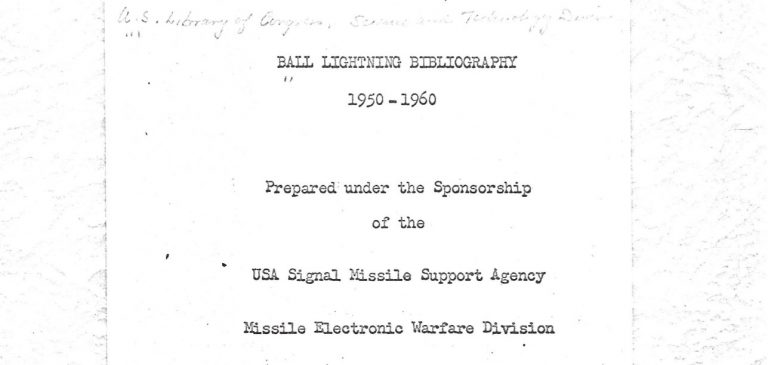 U.S. Library of Congress, Science and Technology Division
BALL LIGHTNING BIBLIOGRAPHY
1950-1960
Prepared under the Sponsorship
of the
USA Signal Missile Support Agency
Missile Electronic Warfare Division